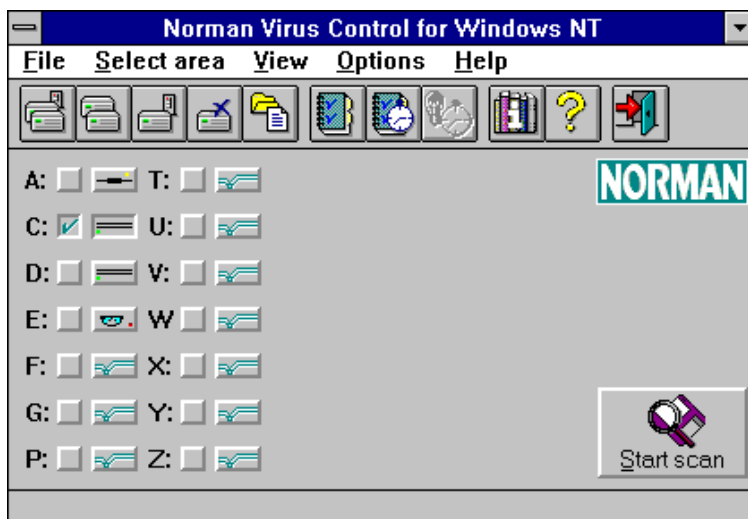 Norman Virus Control for Windows NT
File Select area View Options Help
NORMAN
A: T:
C: U:
D: V:
E: W
F: X:
G: Y:
P: Z:
Start scan